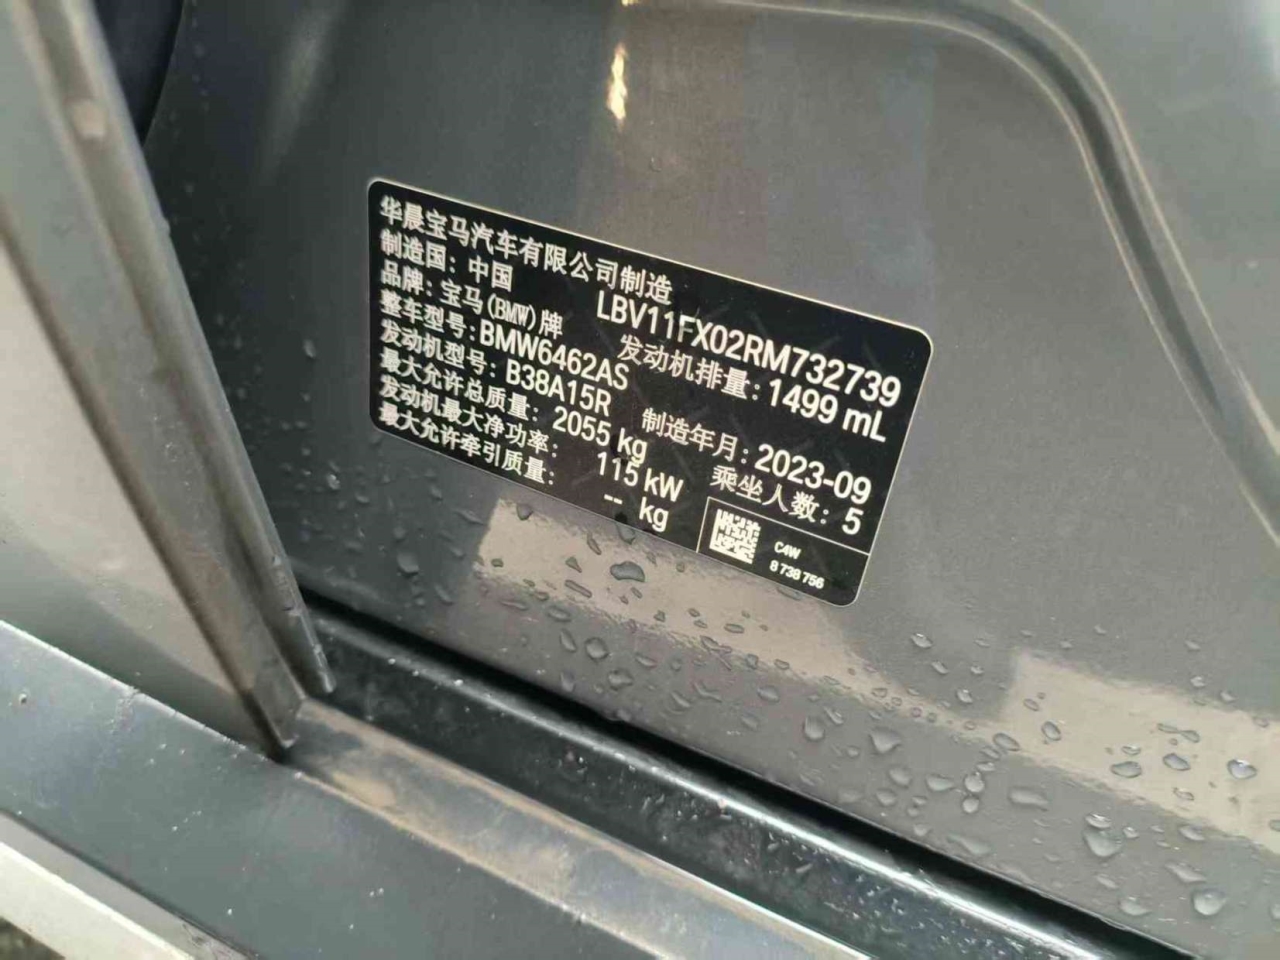 华晨宝马汽车有限公司制造
制造国：中国 LBV11FX02RM732739
品牌：宝马(BMW)牌 发动机排量：1499 mL
整车型号：BMW6462AS
发动机型号：B38A15R 制造年月：2023-09
最大允许总质量：2055 kg 乘坐人数：5
发动机最大净功率：115 kW
最大允许牵引质量：-- kg
C4W
8 738 756